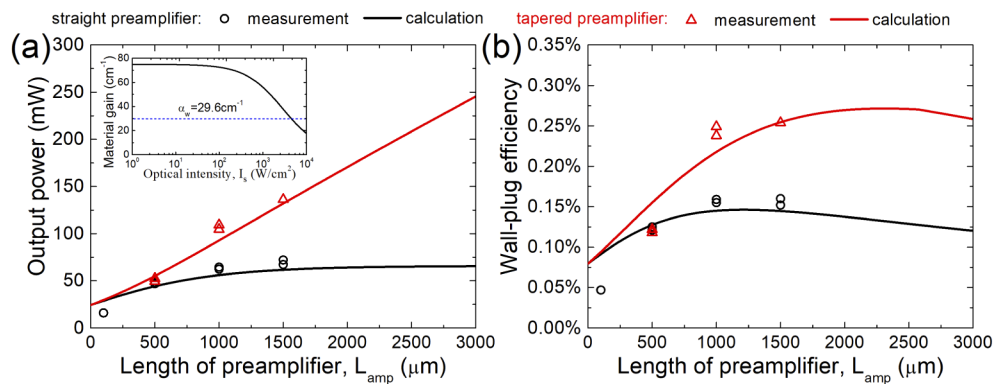 straight preamplifier: measurement calculation tapered preamplifier: measurement calculation
(a)
300
250
200
150
100
50
0
Output power (mW)
0 500 1000 1500 2000 2500 3000
Length of preamplifier, Lamp (μm)
80
60
40
20
0
Material gain (cm-1)
αw=29.6cm-1
100 101 102 103 104
Optical intensity, Is (W/cm2)
(b)
0.35%
0.30%
0.25%
0.20%
0.15%
0.10%
0.05%
0.00%
Wall-plug efficiency
0 500 1000 1500 2000 2500 3000
Length of preamplifier, Lamp (μm)